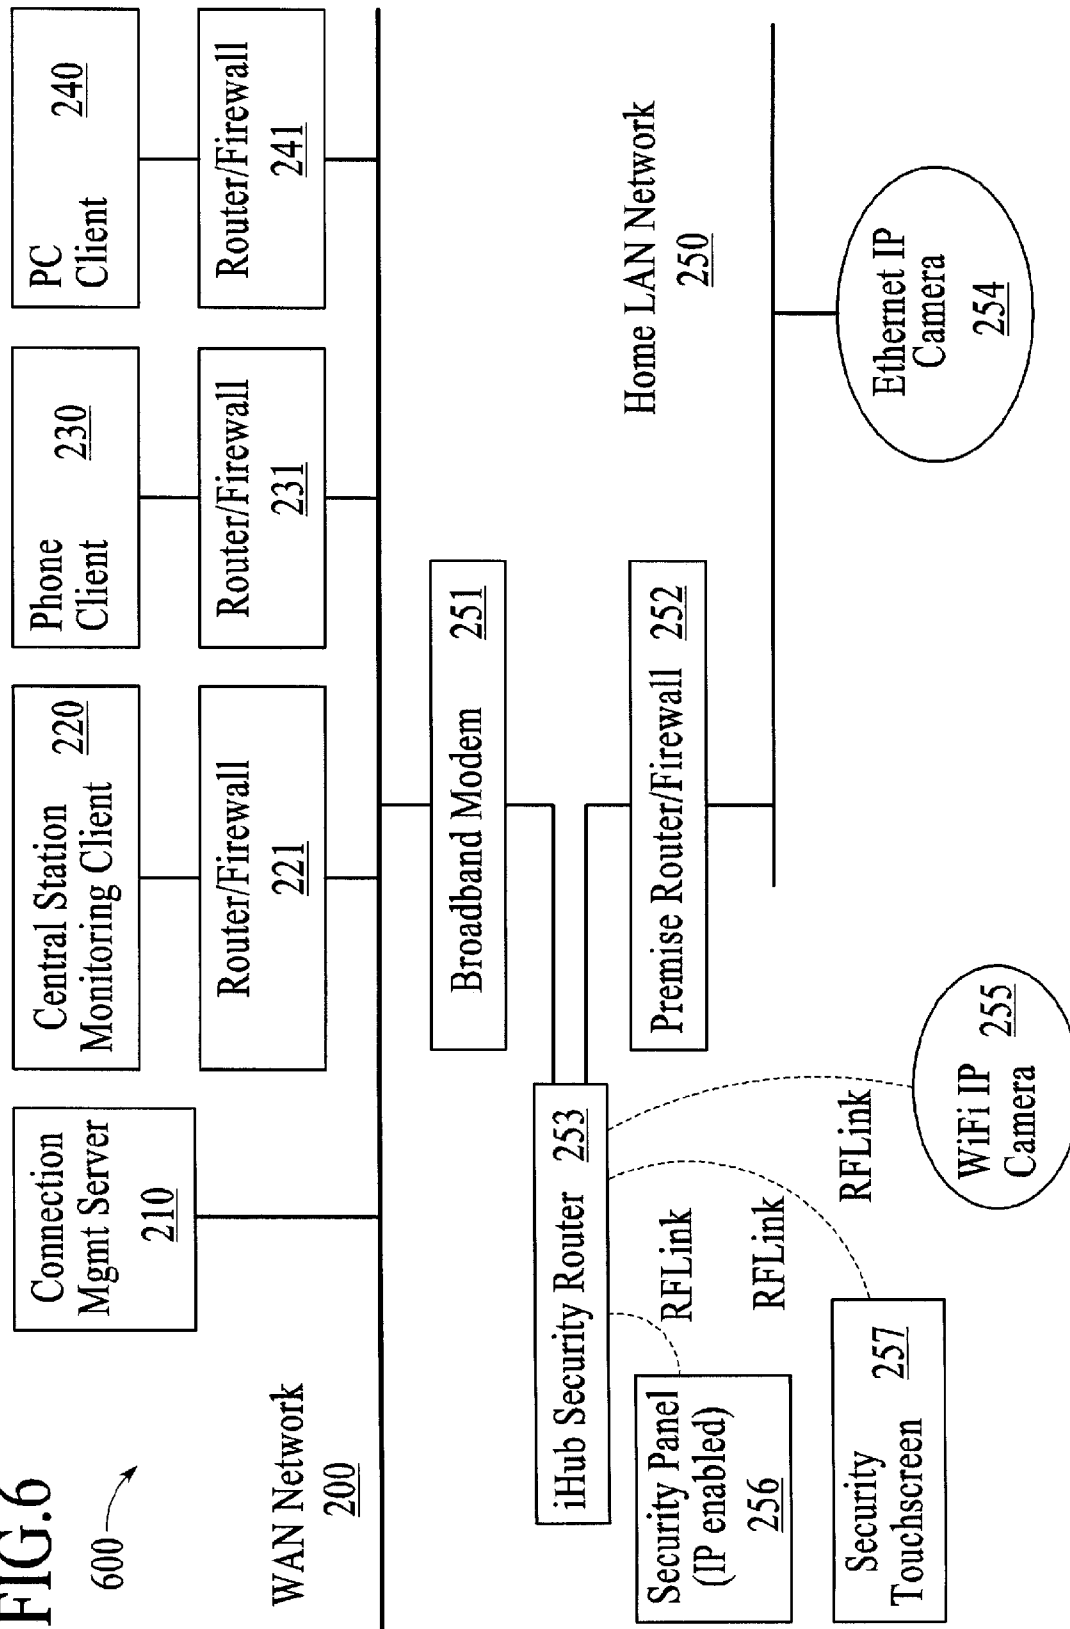 FIG.6
600
WAN Network
200
Connection
Mgmt Server
210
Central Station
Monitoring Client
220
Router/Firewall
221
Phone
Client
230
Router/Firewall
231
PC
Client
240
Router/Firewall
241
Broadband Modem 251
iHub Security Router 253
Premise Router/Firewall 252
Home LAN Network
250
RFLink
RFLink
RFLink
Security Panel
(IP enabled)
256
Security
Touchscreen
257
WiFi IP
Camera
255
Ethernet IP
Camera
254